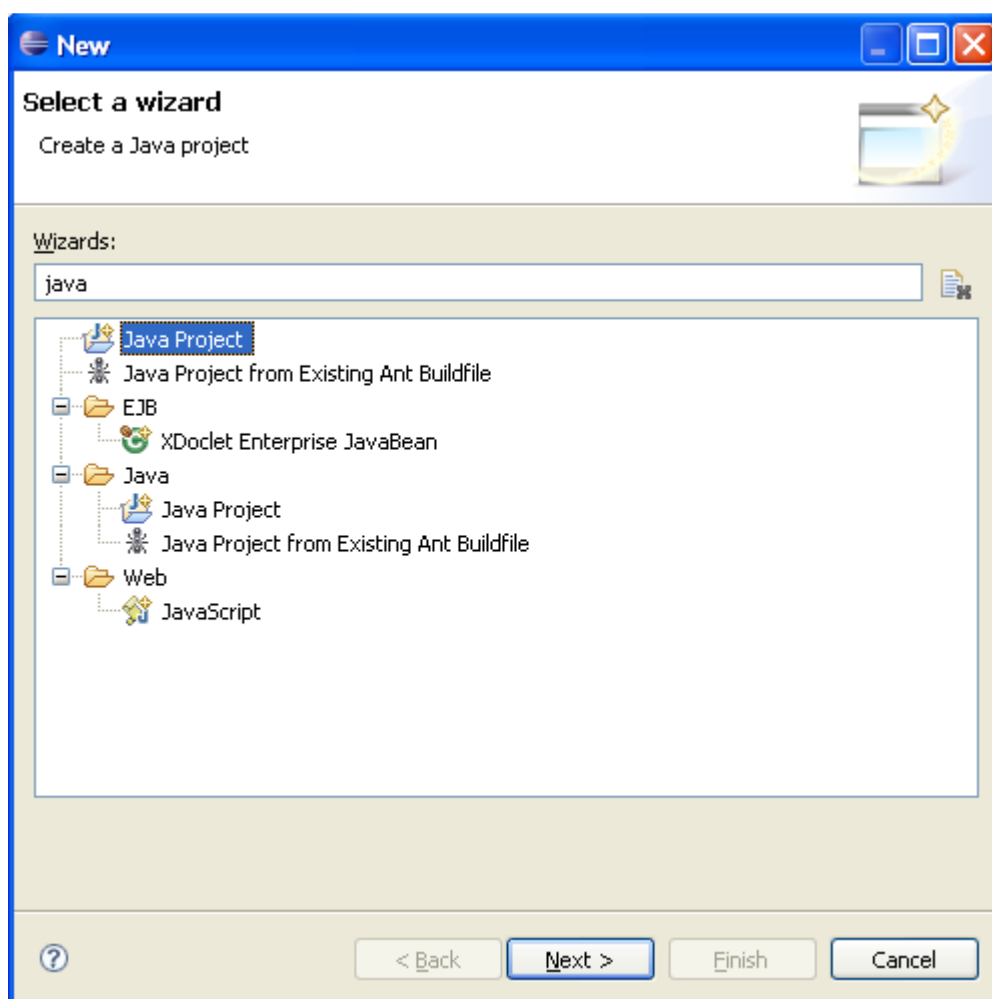 New
Select a wizard
Create a Java project
Wizards:
java
Java Project
Java Project from Existing Ant Buildfile
EJB
XDoclet Enterprise JavaBean
Java
Java Project
Java Project from Existing Ant Buildfile
Web
JavaScript
< Back Next > Finish Cancel